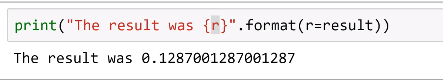 print("The result was {r}".format(r=result))
The result was 0.1287001287001287